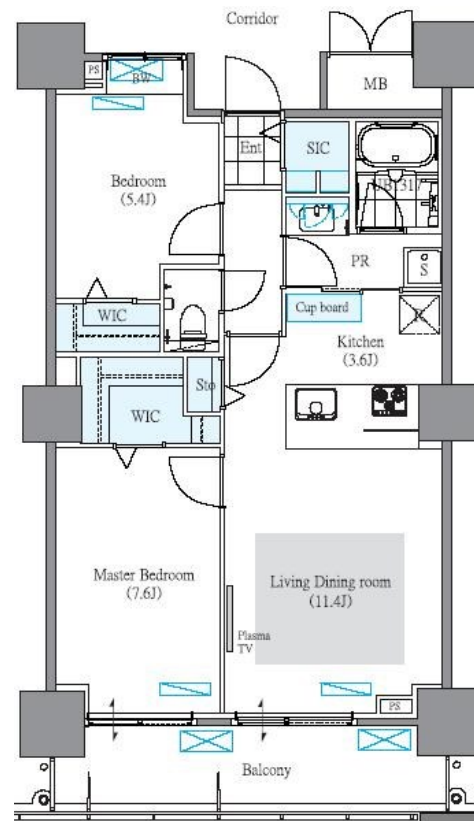 Corridor
PS
BW
MB
Ent
SIC
Bedroom
(5.4J)
UB1317
PR
S
WIC
Cup board
R
Kitchen
(3.6J)
Sto
WIC
Master Bedroom
(7.6J)
Living Dining room
(11.4J)
Plasma
TV
PS
Balcony